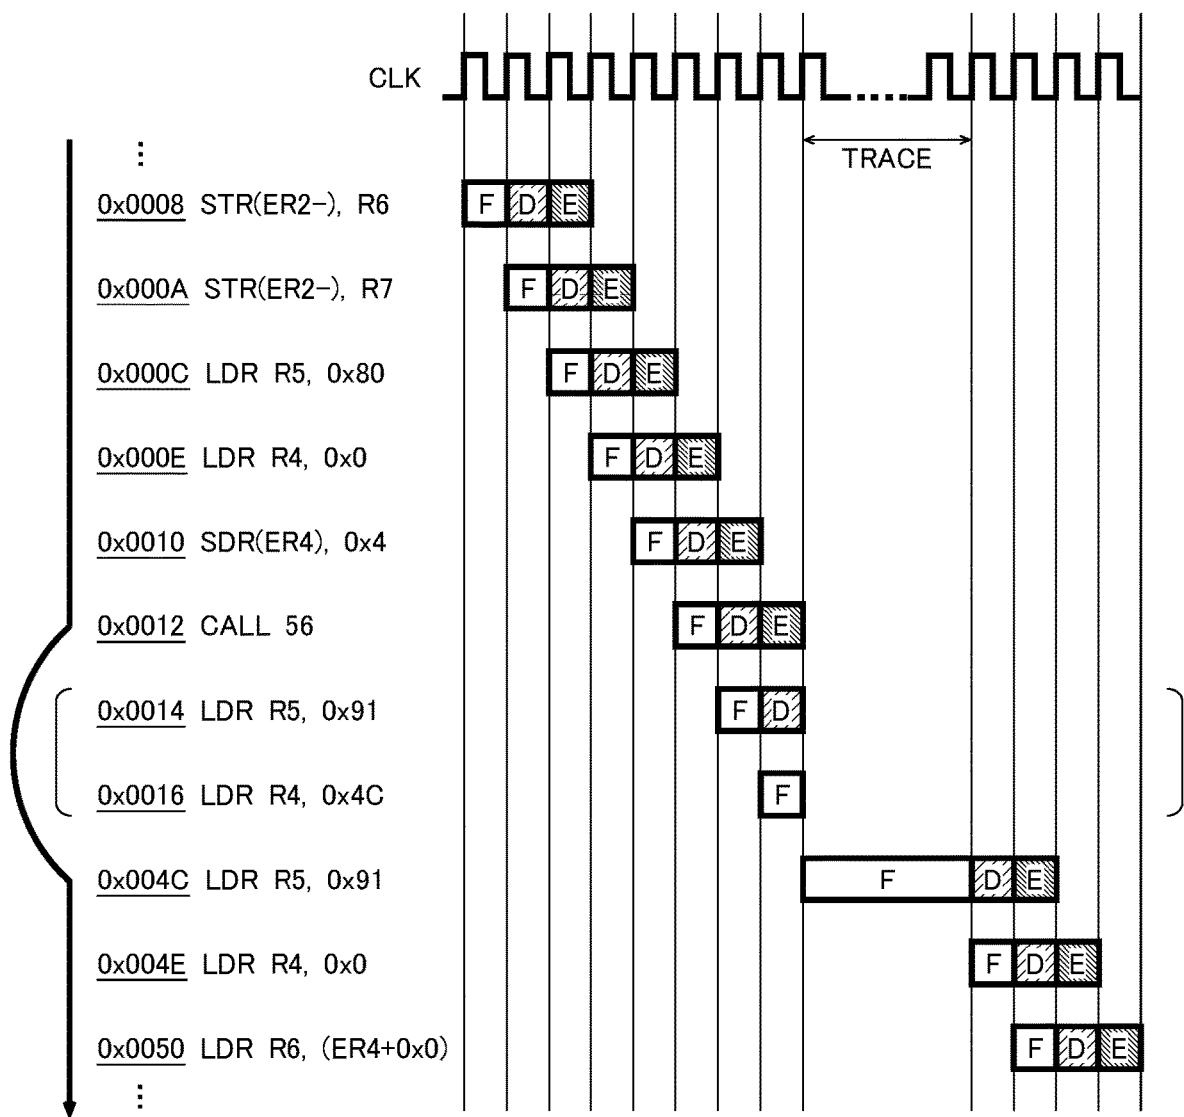 CLK
TRACE
0x0008 STR(ER2-), R6
F D E
0x000A STR(ER2-), R7
F D E
0x000C LDR R5, 0x80
F D E
0x000E LDR R4, 0x0
F D E
0x0010 SDR(ER4), 0x4
F D E
0x0012 CALL 56
F D E
0x0014 LDR R5, 0x91
F D
0x0016 LDR R4, 0x4C
F
0x004C LDR R5, 0x91
F D E
0x004E LDR R4, 0x0
F D E
0x0050 LDR R6, (ER4+0x0)
F D E